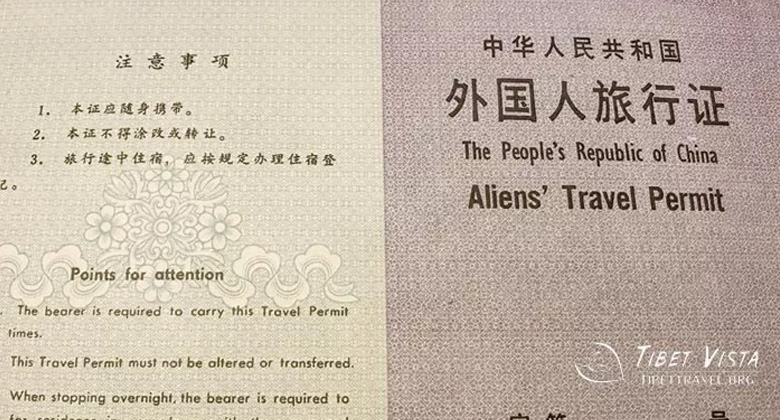 注意事项
1. 本证应随身携带。
2. 本证不得涂改或转让。
3. 旅行途中住宿，应按规定办理住宿登
记。
Points for attention
The bearer is required to carry this Travel Permit
times.
This Travel Permit must not be altered or transferred.
When stopping overnight, the bearer is required to
中华人民共和国
外国人旅行证
The People's Republic of China
Aliens' Travel Permit
字第 号
TIBET VISTA
TIBETTRAVEL.ORG